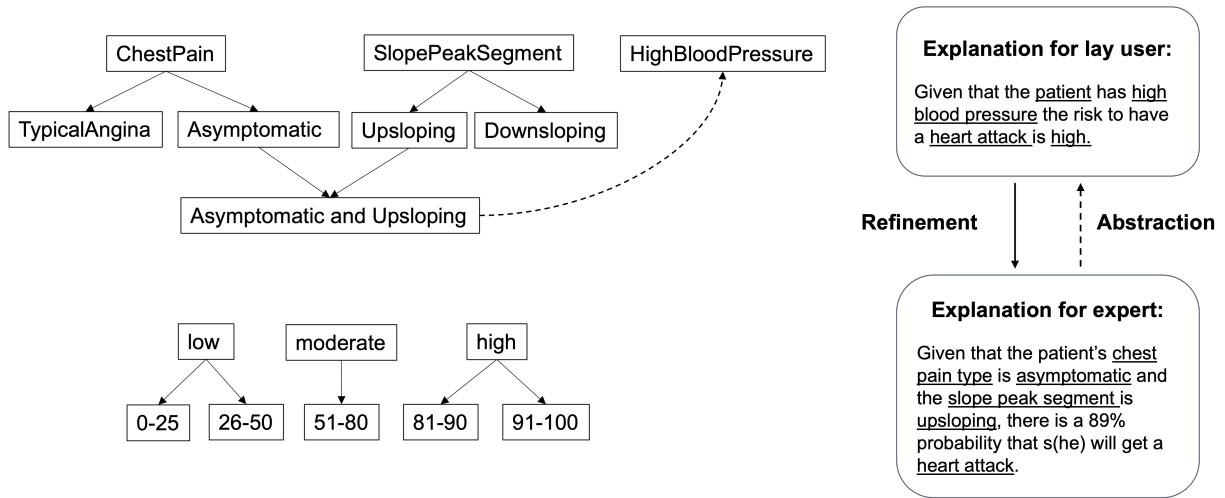 ChestPain
SlopePeakSegment
HighBloodPressure
TypicalAngina
Asymptomatic
Upsloping
Downsloping
Asymptomatic and Upsloping
low
moderate
high
0-25
26-50
51-80
81-90
91-100
Explanation for lay user:
Given that the patient has high
blood pressure the risk to have
a heart attack is high.
Refinement
Abstraction
Explanation for expert:
Given that the patient's chest
pain type is asymptomatic and
the slope peak segment is
upsloping, there is a 89%
probability that s(he) will get a
heart attack.